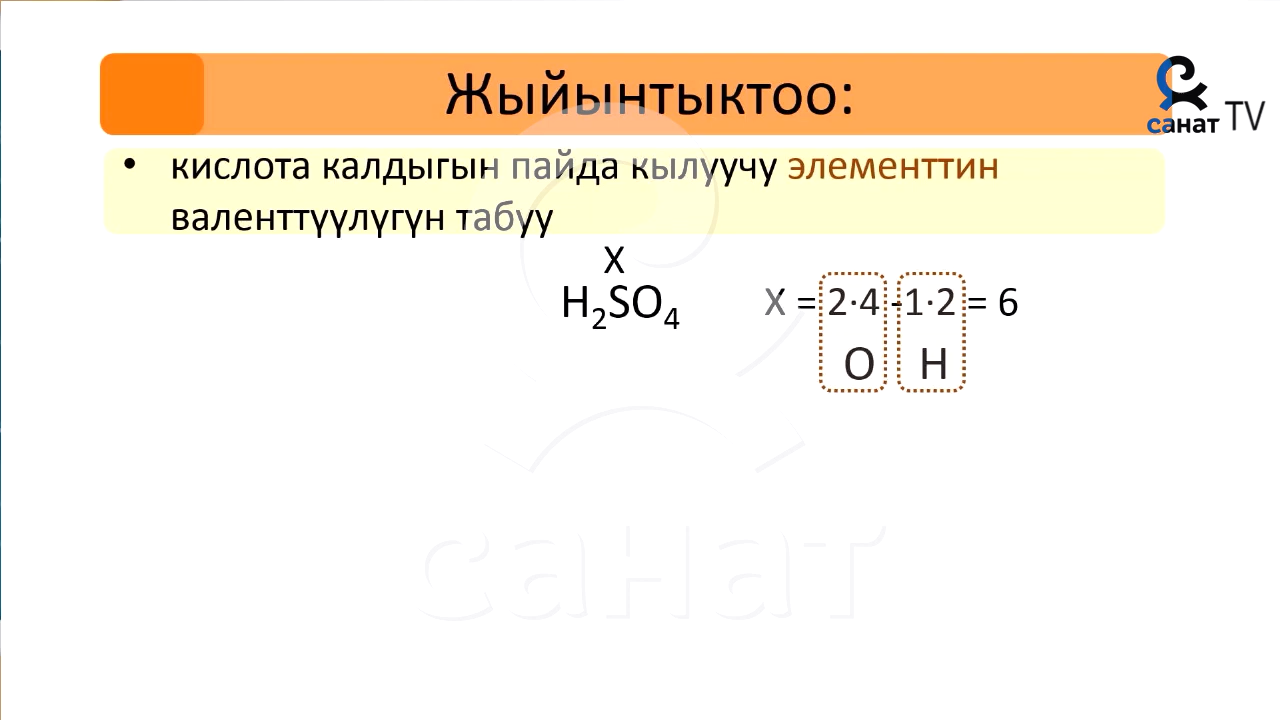 Жыйынтыктоо:
санат TV
• кислота калдыгын пайда кылуучу элементтин
валенттүүлүгүн табуу
X
H₂SO₄ X = 2·4 -1·2 = 6
O H
санат